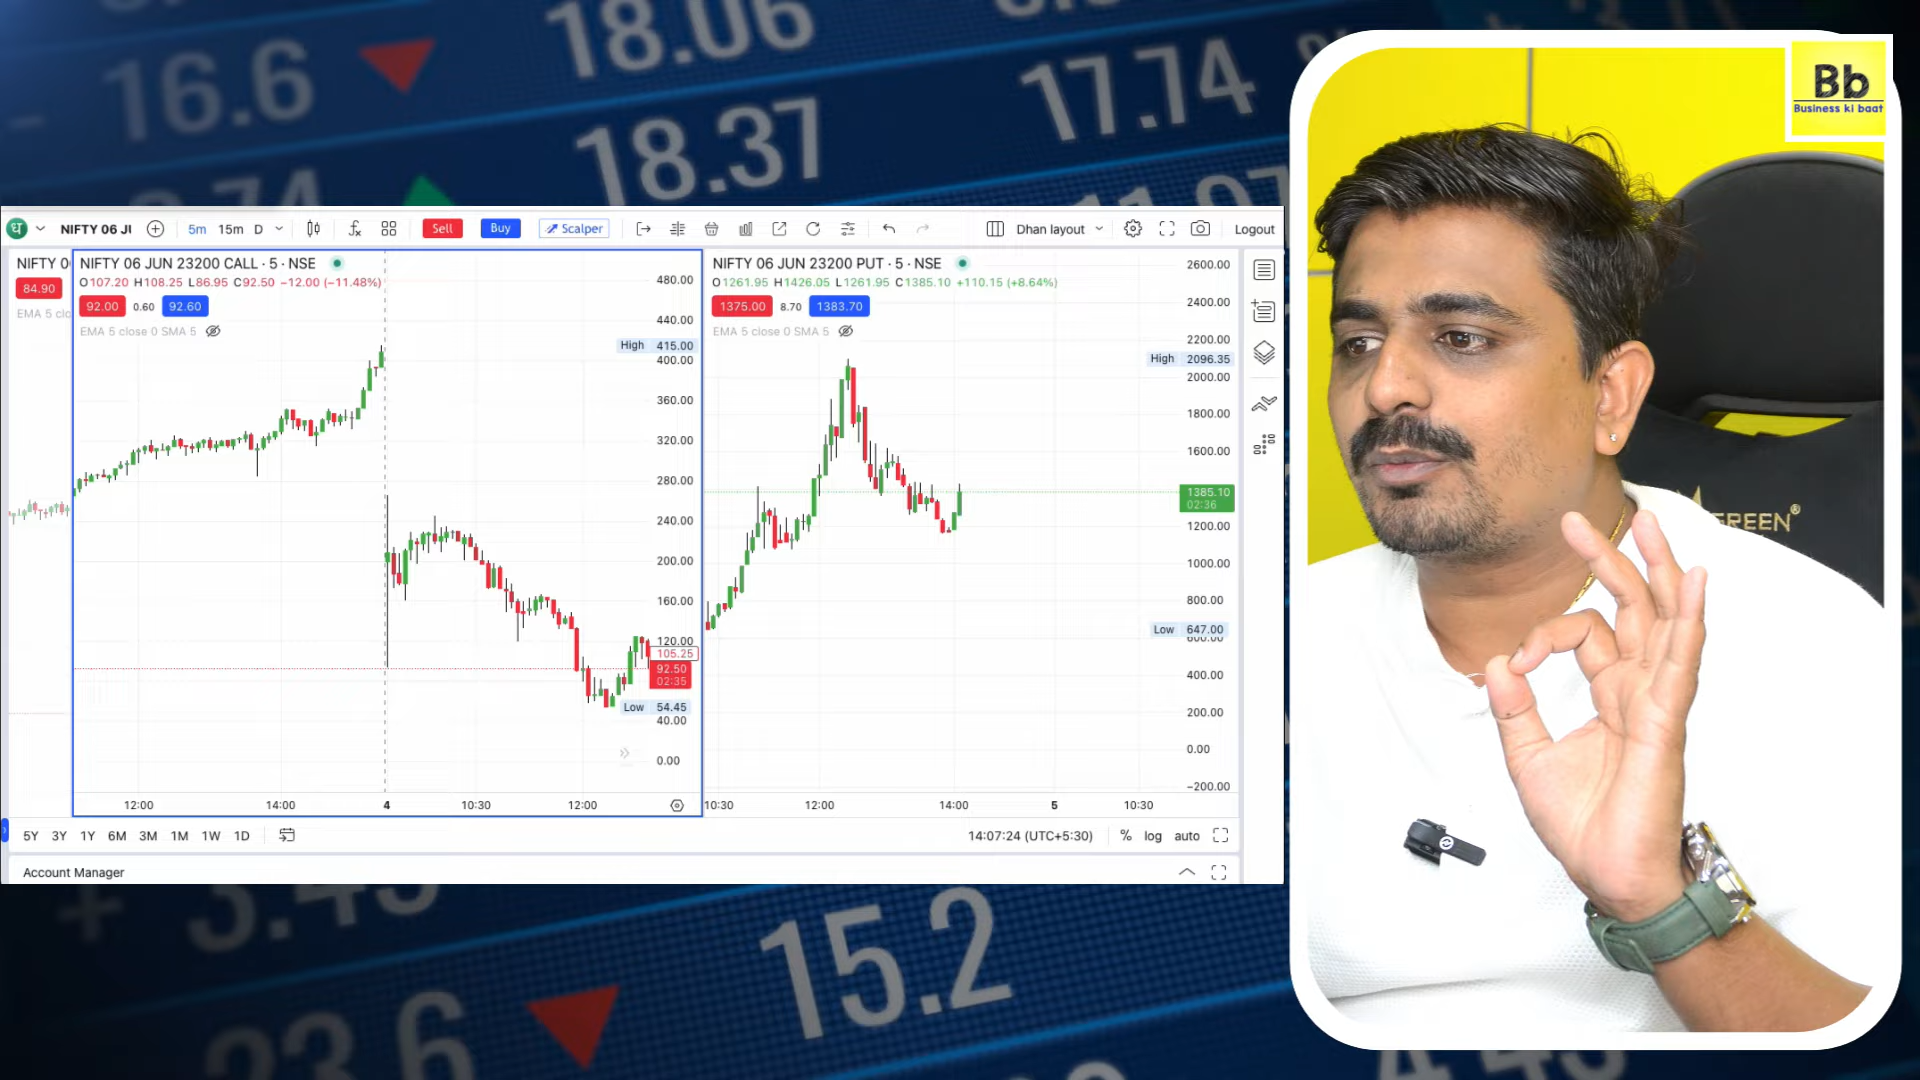 16.6
18.06
18.37
17.74
%
Bb
Business ki baat
NIFTY 06 JU
5m 15m D
Sell
Buy
Scalper
Dhan layout
Logout
NIFTY 0
84.90
EMA 5 clo
NIFTY 06 JUN 23200 CALL · 5 · NSE
O107.20 H108.25 L86.95 C92.50 −12.00 (−11.48%)
92.00 0.60 92.60
EMA 5 close 0 SMA 5
480.00
440.00
High 415.00
400.00
360.00
320.00
280.00
240.00
200.00
160.00
120.00
105.25
92.50
02:35
Low 54.45
40.00
0.00
12:00 14:00 4 10:30 12:00
NIFTY 06 JUN 23200 PUT · 5 · NSE
O1261.95 H1426.05 L1261.95 C1385.10 +110.15 (+8.64%)
1375.00 8.70 1383.70
EMA 5 close 0 SMA 5
2600.00
2400.00
2200.00
High 2096.35
2000.00
1800.00
1600.00
1385.10
02:36
1200.00
1000.00
800.00
Low 647.00
600.00
400.00
200.00
0.00
−200.00
10:30 12:00 14:00 5 10:30
5Y 3Y 1Y 6M 3M 1M 1W 1D
14:07:24 (UTC+5:30) % log auto
Account Manager
REEN®
+ 3.45
15.2
23.6